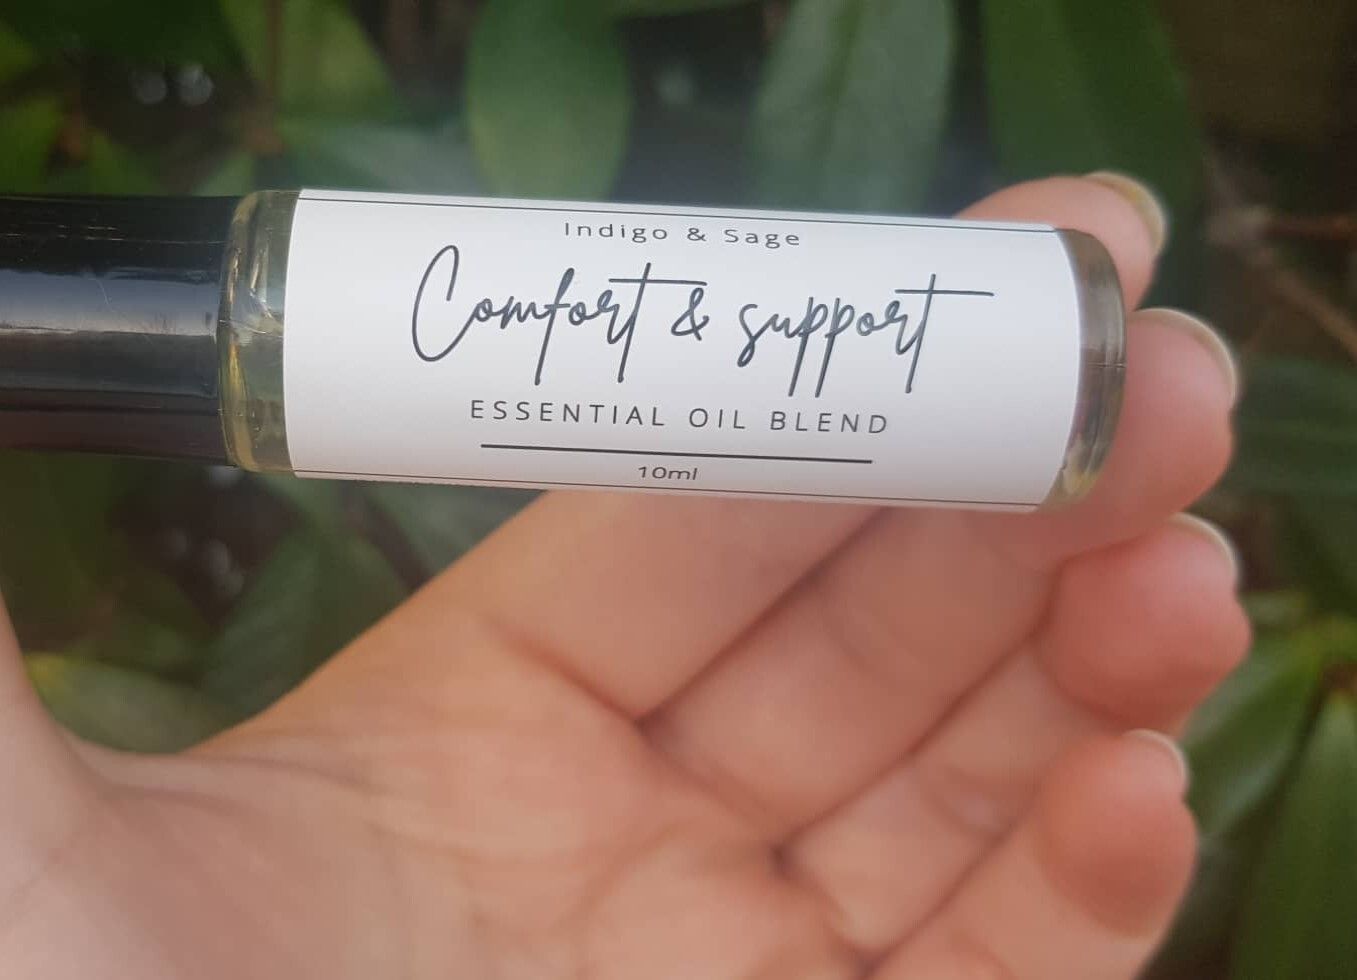 Indigo & Sage
Comfort & support
ESSENTIAL OIL BLEND
10ml